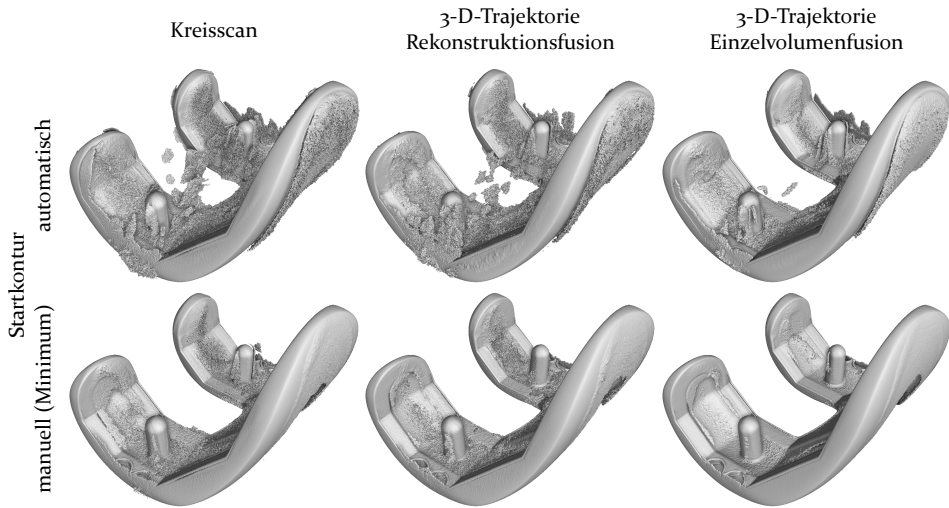 Kreisscan
3-D-Trajektorie
Rekonstruktionsfusion
3-D-Trajektorie
Einzelvolumenfusion
Startkontur
automatisch
manuell (Minimum)